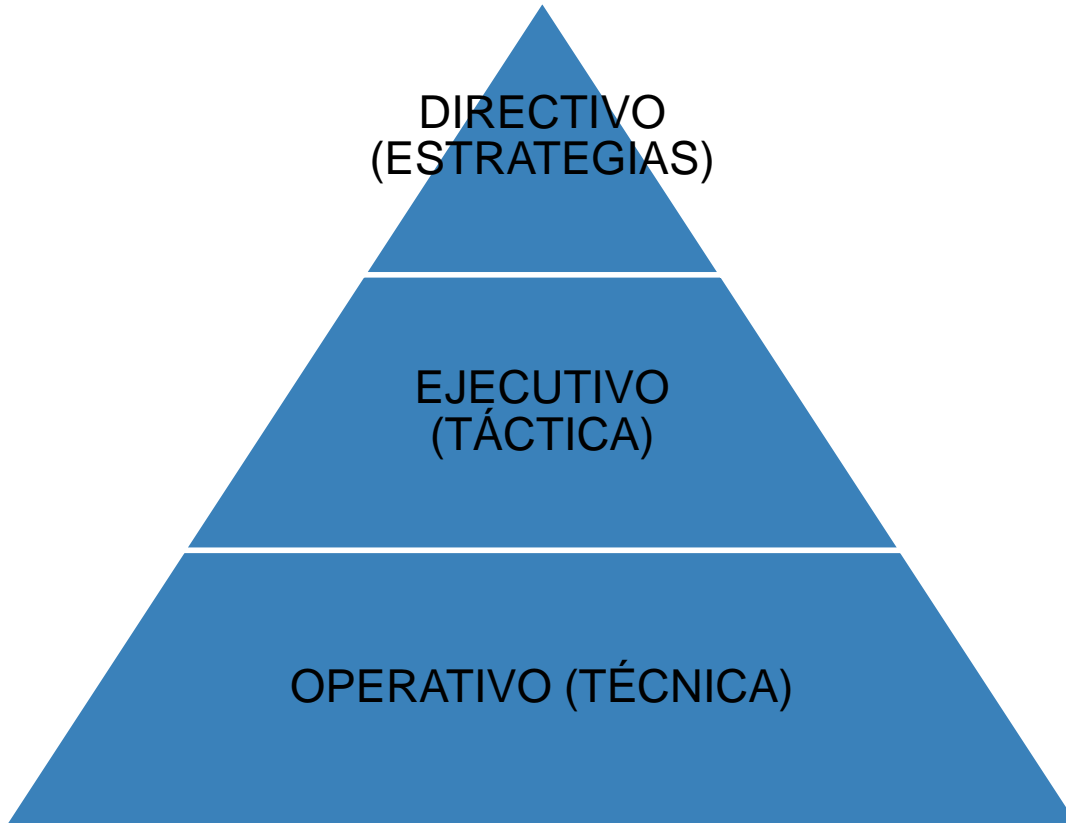 DIRECTIVO
(ESTRATEGIAS)
EJECUTIVO
(TÁCTICA)
OPERATIVO (TÉCNICA)